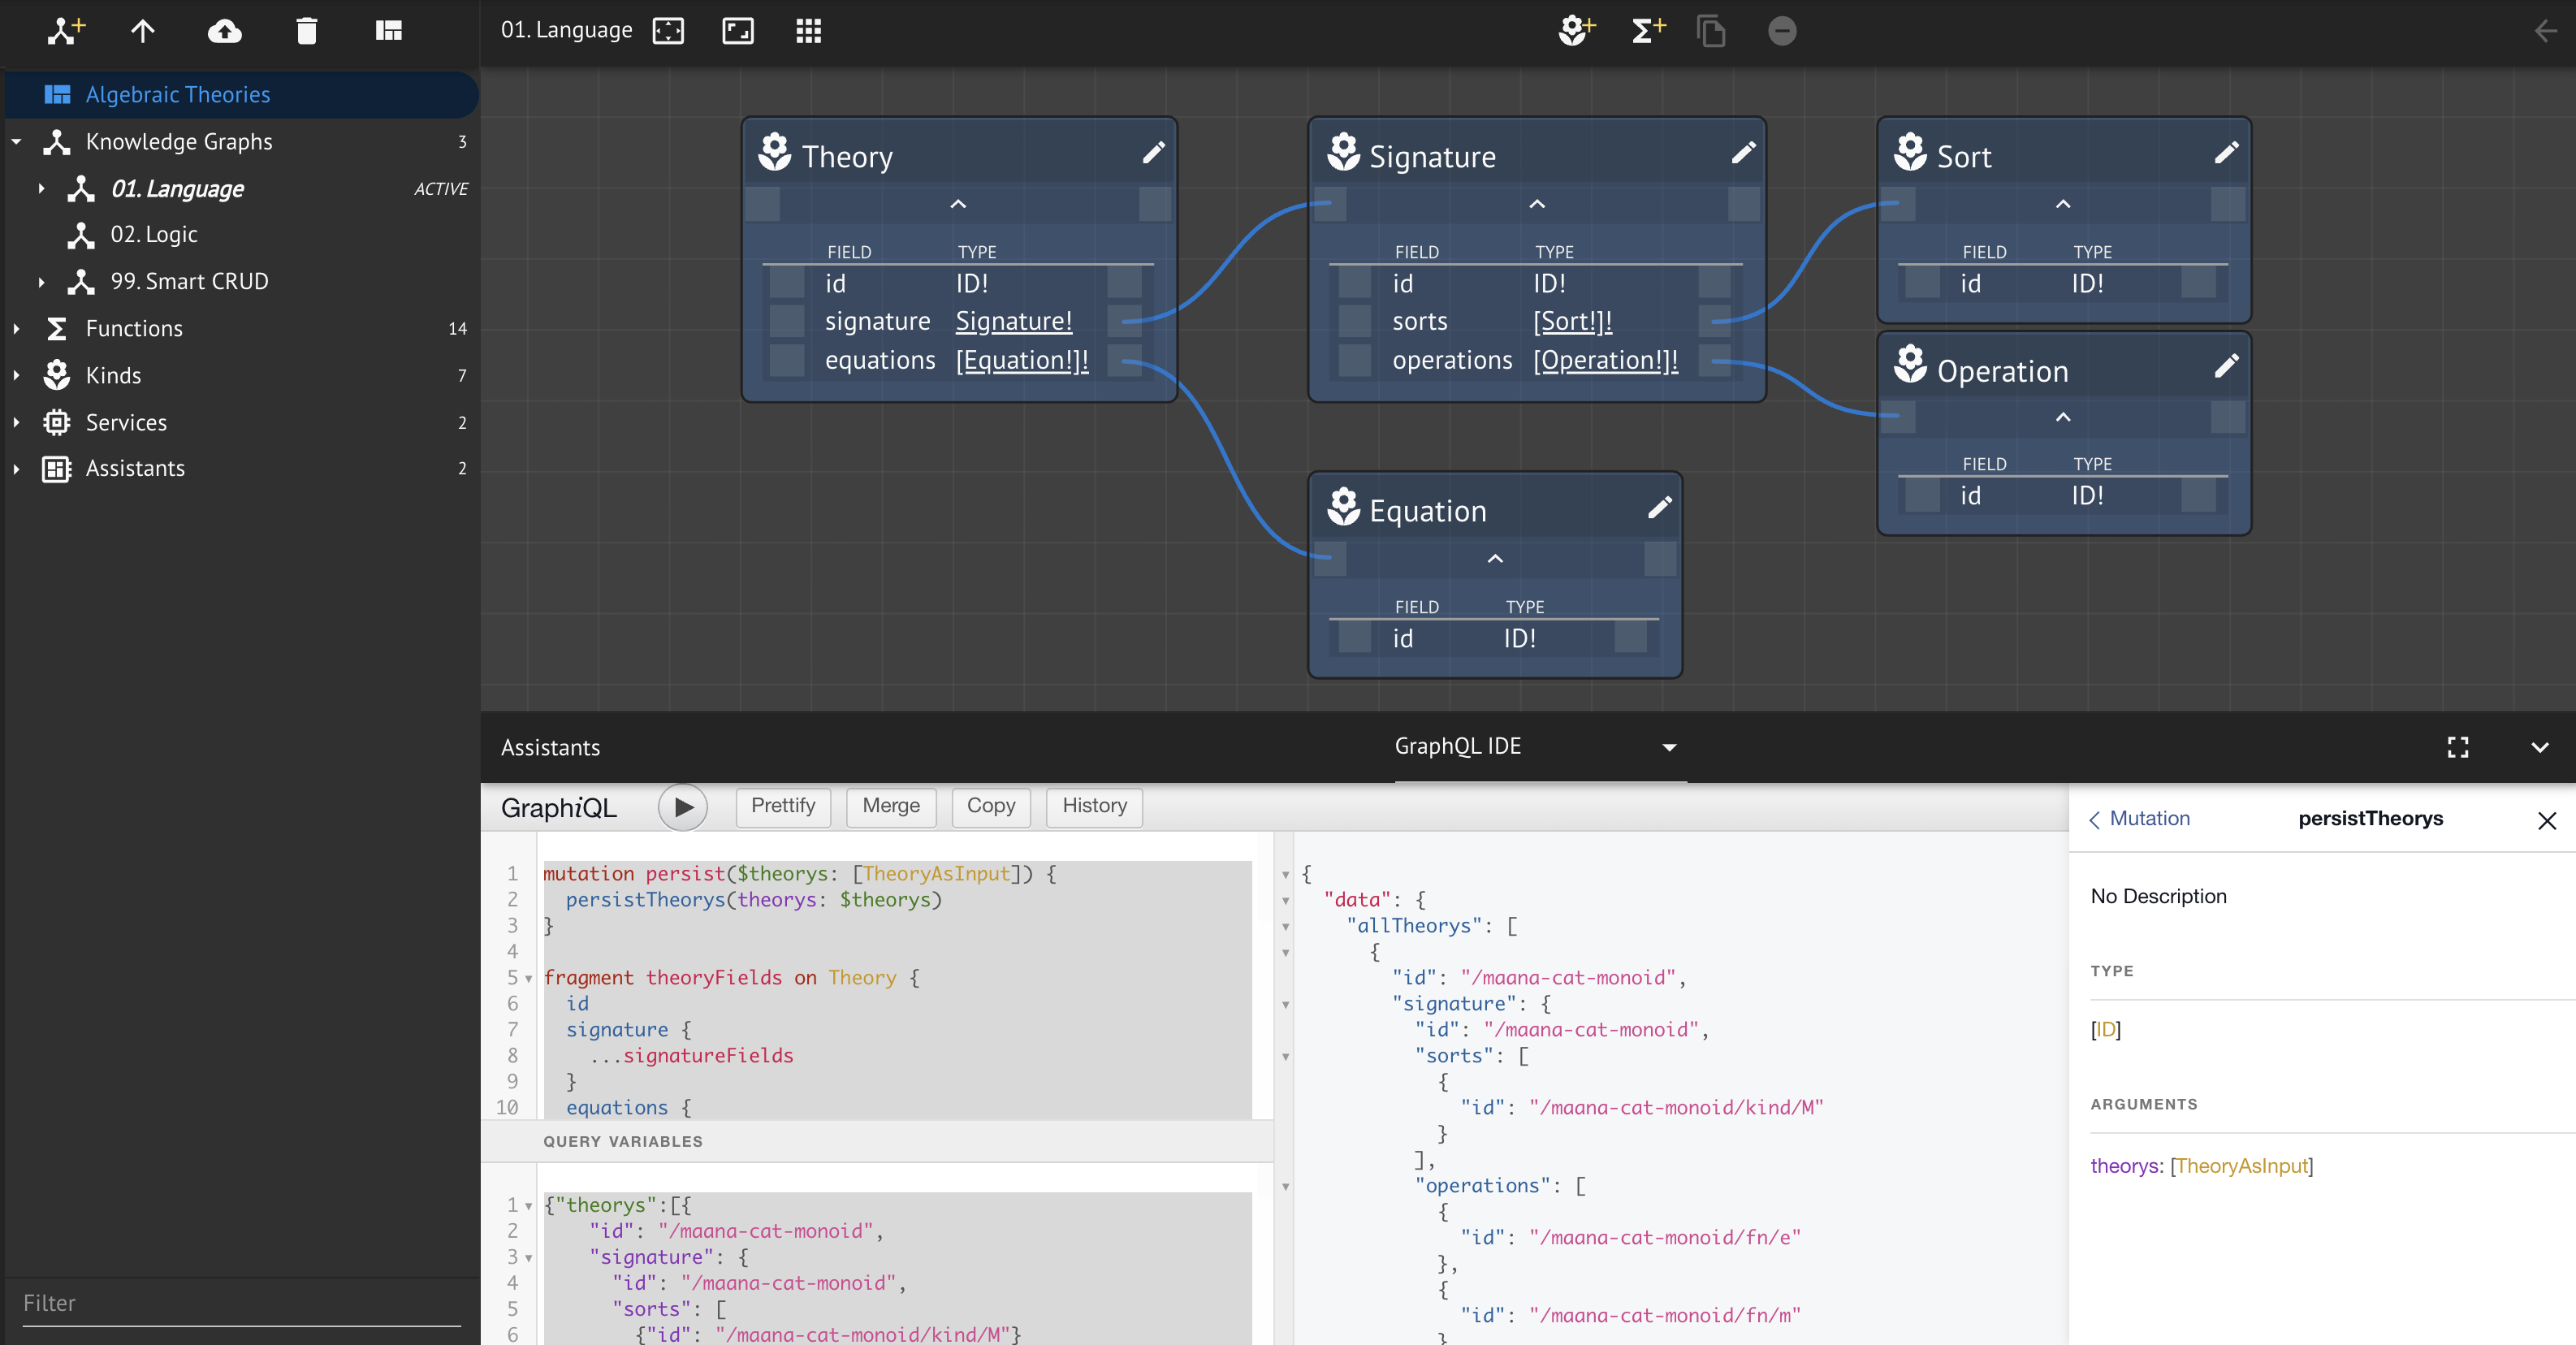 01. Language
Algebraic Theories
Knowledge Graphs 3
01. Language ACTIVE
02. Logic
99. Smart CRUD
Functions 14
Kinds 7
Services 2
Assistants 2
Filter
Theory
FIELD TYPE
id ID!
signature Signature!
equations [Equation!]!
Signature
FIELD TYPE
id ID!
sorts [Sort!]!
operations [Operation!]!
Sort
FIELD TYPE
id ID!
Operation
FIELD TYPE
id ID!
Equation
FIELD TYPE
id ID!
Assistants GraphQL IDE
GraphiQL Prettify Merge Copy History
1 mutation persist($theorys: [TheoryAsInput]) {
2 persistTheorys(theorys: $theorys)
3 }
4
5 fragment theoryFields on Theory {
6 id
7 signature {
8 ...signatureFields
9 }
10 equations {
QUERY VARIABLES
1 {"theorys":[{
2 "id": "/maana-cat-monoid",
3 "signature": {
4 "id": "/maana-cat-monoid",
5 "sorts": [
6 {"id": "/maana-cat-monoid/kind/M"}
{
"data": {
"allTheorys": [
{
"id": "/maana-cat-monoid",
"signature": {
"id": "/maana-cat-monoid",
"sorts": [
{
"id": "/maana-cat-monoid/kind/M"
}
],
"operations": [
{
"id": "/maana-cat-monoid/fn/e"
},
{
"id": "/maana-cat-monoid/fn/m"
}
Mutation persistTheorys
No Description
TYPE
[ID]
ARGUMENTS
theorys: [TheoryAsInput]